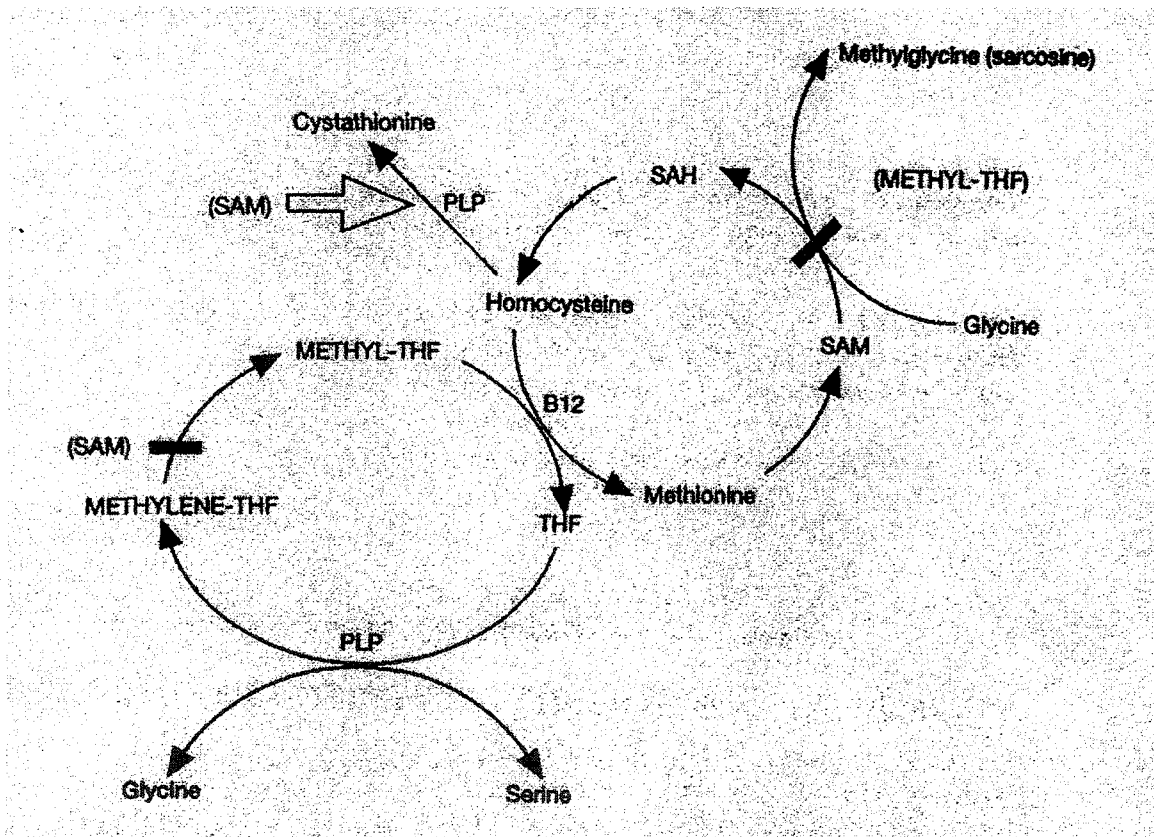 Methylglycine (sarcosine)
Cystathionine
SAH
(METHYL-THF)
(SAM)
PLP
Homocysteine
Glycine
SAM
METHYL-THF
B12
(SAM)
Methionine
METHYLENE-THF
THF
PLP
Glycine
Serine